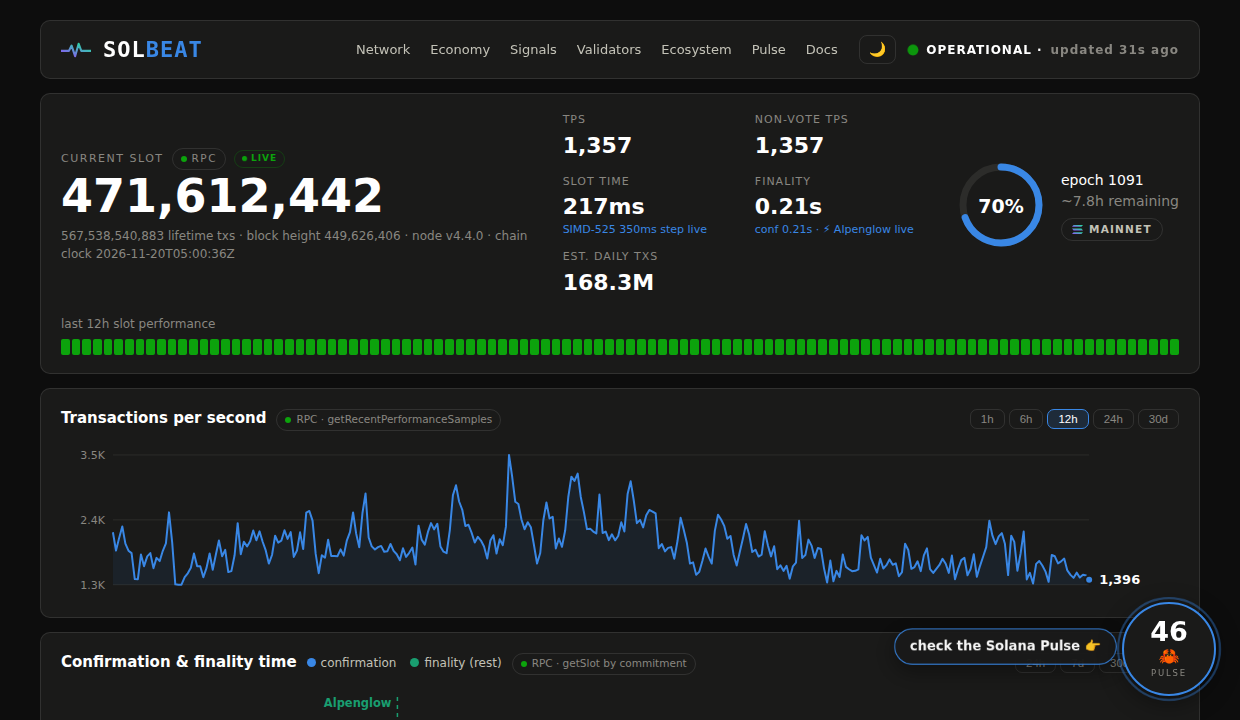 SOLBEAT
Network Economy Signals Validators Ecosystem Pulse Docs 🌙 OPERATIONAL · updated 31s ago
CURRENT SLOT RPC LIVE
471,612,442
567,538,540,883 lifetime txs · block height 449,626,406 · node v4.4.0 · chain
clock 2026-11-20T05:00:36Z
TPS
1,357
NON-VOTE TPS
1,357
SLOT TIME
217ms
SIMD-525 350ms step live
FINALITY
0.21s
conf 0.21s · ⚡ Alpenglow live
EST. DAILY TXS
168.3M
70%
epoch 1091
~7.8h remaining
MAINNET
last 12h slot performance
Transactions per second RPC · getRecentPerformanceSamples
1h 6h 12h 24h 30d
3.5K
2.4K
1.3K
1,396
Confirmation & finality time confirmation finality (rest) RPC · getSlot by commitment
check the Solana Pulse 👉
46
🦀
PULSE
Alpenglow